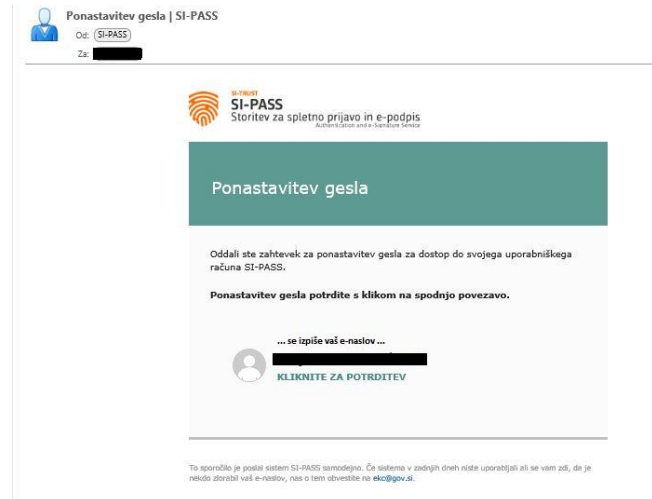 Ponastavitev gesla | SI-PASS
Od: SI-PASS
Za:
SI-TRUST
SI-PASS
Storitev za spletno prijavo in e-podpis
Authentication and e-Signature Service
Ponastavitev gesla
Oddali ste zahtevek za ponastavitev gesla za dostop do svojega uporabniškega
računa SI-PASS.
Ponastavitev gesla potrdite s klikom na spodnjo povezavo.
... se izpiše vaš e-naslov ...
KLIKNITE ZA POTRDITEV
To sporočilo je poslal sistem SI-PASS samodejno. Če sistema v zadnjih dneh niste uporabljali ali se vam zdi, da je
nekdo zlorabil vaš e-naslov, nas o tem obvestite na ekc@gov.si.